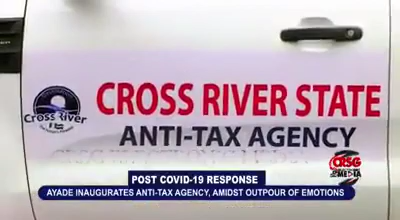 CROSS RIVER STATE
Cross River
ANTI-TAX AGENCY
CRSG
MEDIA
POST COVID-19 RESPONSE
AYADE INAUGURATES ANTI-TAX AGENCY, AMIDST OUTPOUR OF EMOTIONS